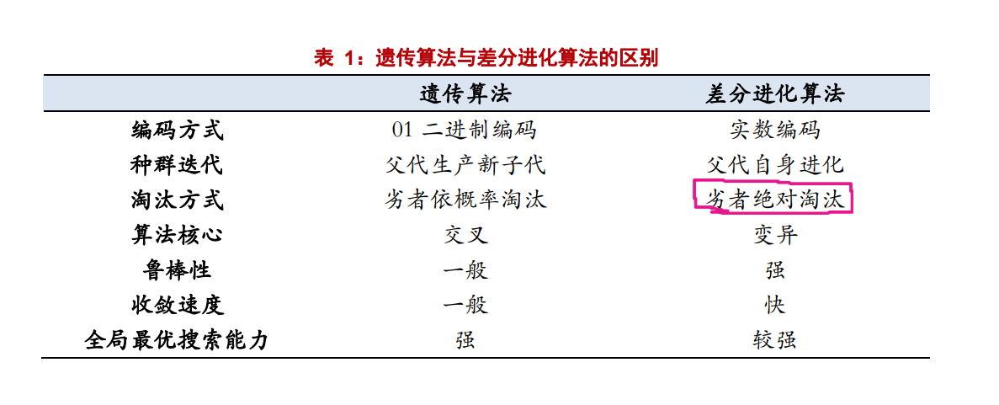 表 1：遗传算法与差分进化算法的区别
遗传算法 差分进化算法
编码方式 01 二进制编码 实数编码
种群迭代 父代生产新子代 父代自身进化
淘汰方式 劣者依概率淘汰 劣者绝对淘汰
算法核心 交叉 变异
鲁棒性 一般 强
收敛速度 一般 快
全局最优搜索能力 强 较强